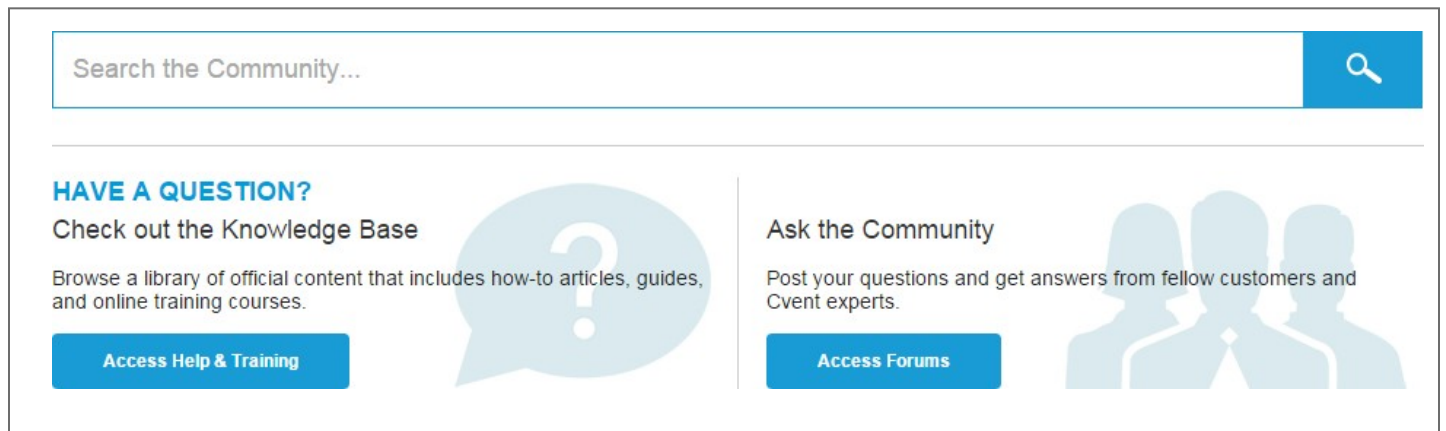 Search the Community...
HAVE A QUESTION?
Check out the Knowledge Base
Browse a library of official content that includes how-to articles, guides,
and online training courses.
Access Help & Training
Ask the Community
Post your questions and get answers from fellow customers and
Cvent experts.
Access Forums